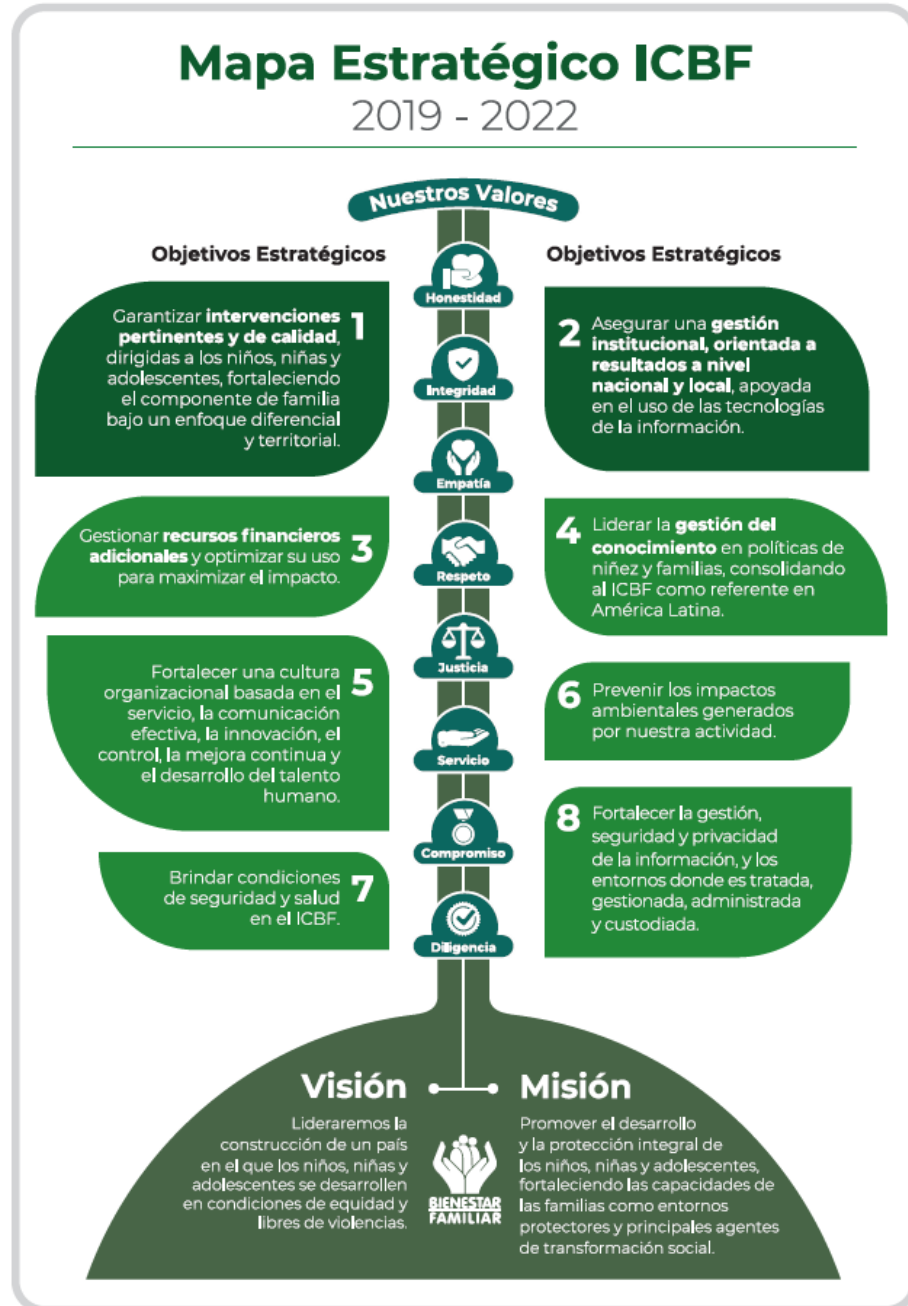 Mapa Estratégico ICBF
2019 - 2022
Nuestros Valores
Objetivos Estratégicos
Objetivos Estratégicos
Honestidad
Integridad
Empatía
Respeto
Justicia
Servicio
Compromiso
Diligencia
1
Garantizar intervenciones
pertinentes y de calidad,
dirigidas a los niños, niñas y
adolescentes, fortaleciendo
el componente de familia
bajo un enfoque diferencial
y territorial.
2
Asegurar una gestión
institucional, orientada a
resultados a nivel
nacional y local, apoyada
en el uso de las tecnologías
de la información.
3
Gestionar recursos financieros
adicionales y optimizar su uso
para maximizar el impacto.
4
Liderar la gestión del
conocimiento en políticas de
niñez y familias, consolidando
al ICBF como referente en
América Latina.
5
Fortalecer una cultura
organizacional basada en el
servicio, la comunicación
efectiva, la innovación, el
control, la mejora continua y
el desarrollo del talento
humano.
6
Prevenir los impactos
ambientales generados
por nuestra actividad.
7
Brindar condiciones
de seguridad y salud
en el ICBF.
8
Fortalecer la gestión,
seguridad y privacidad
de la información, y los
entornos donde es tratada,
gestionada, administrada
y custodiada.
Visión
Lideraremos la
construcción de un país
en el que los niños, niñas y
adolescentes se desarrollen
en condiciones de equidad y
libres de violencias.
BIENESTAR
FAMILIAR
Misión
Promover el desarrollo
y la protección integral de
los niños, niñas y adolescentes,
fortaleciendo las capacidades de
las familias como entornos
protectores y principales agentes
de transformación social.